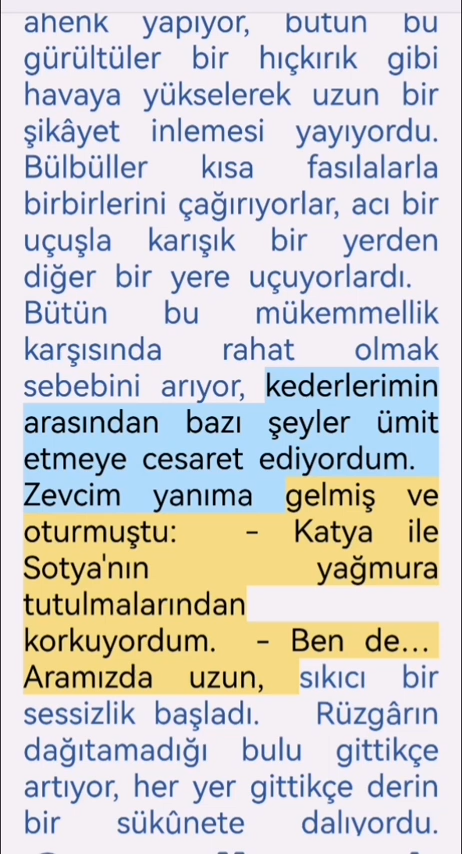 ahenk yapıyor, bütün bu
gürültüler bir hıçkırık gibi
havaya yükselerek uzun bir
şikâyet inlemesi yayıyordu.
Bülbüller kısa fasılalarla
birbirlerini çağırıyorlar, acı bir
uçuşla karışık bir yerden
diğer bir yere uçuyorlardı.
Bütün bu mükemmellik
karşısında rahat olmak
sebebini arıyor, kederlerimin
arasından bazı şeyler ümit
etmeye cesaret ediyordum.
Zevcim yanıma gelmiş ve
oturmuştu: - Katya ile
Sotya'nın yağmura
tutulmalarından
korkuyordum. - Ben de...
Aramızda uzun, sıkıcı bir
sessizlik başladı. Rüzgârın
dağıtamadığı bulu gittikçe
artıyor, her yer gittikçe derin
bir sükûnete dalıyordu.